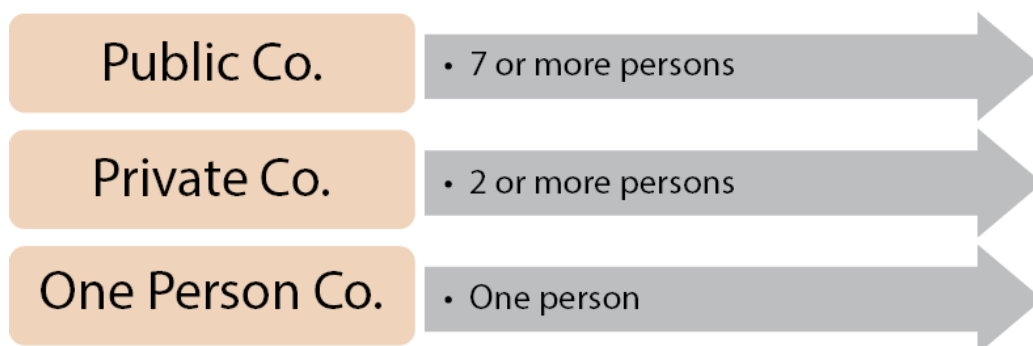 Public Co.
• 7 or more persons
Private Co.
• 2 or more persons
One Person Co.
• One person